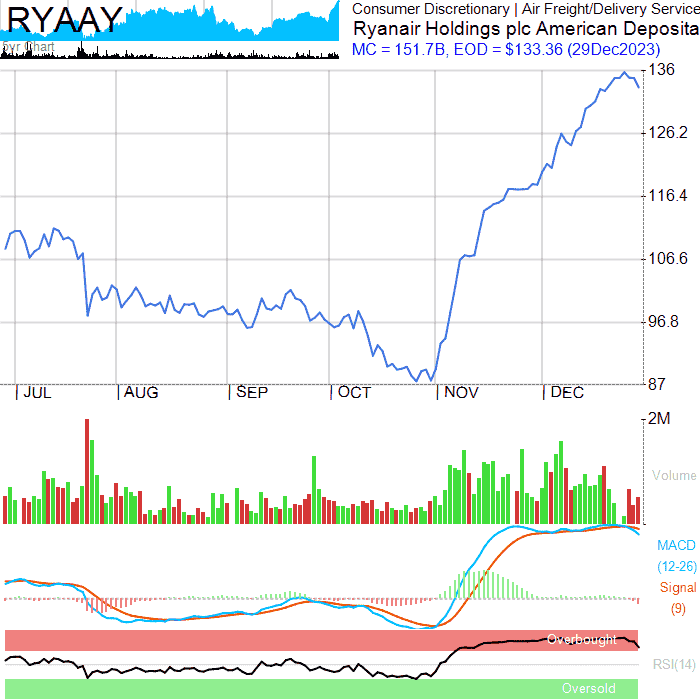 RYAAY
5yr Chart
Consumer Discretionary | Air Freight/Delivery Service
Ryanair Holdings plc American Deposita
MC = 151.7B, EOD = $133.36 (29Dec2023)
136
126.2
116.4
106.6
96.8
87
JUL AUG SEP OCT NOV DEC
2M
Volume
MACD
(12-26)
Signal
(9)
Overbought
RSI(14)
Oversold